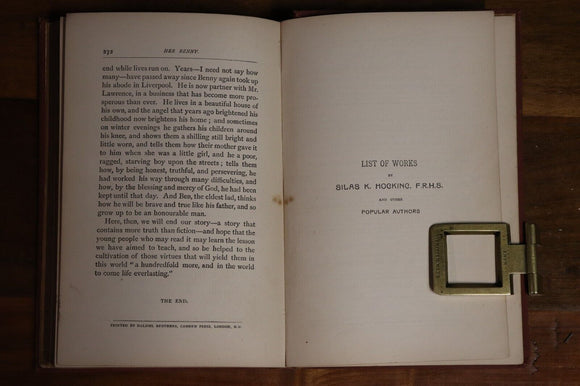 232 HER BENNY.
end while lives run on. Years—I need not say how
many—have passed away since Benny again took up
his abode in Liverpool. He is now partner with Mr.
Lawrence, in a business that has become more pros-
perous than ever. He lives in a beautiful house of
his own, and the angel that years ago brightened his
childhood now brightens his home; and sometimes
on winter evenings he gathers his children around
his knee, and shows them a shilling still bright and
little worn, and tells them how their mother gave it
to him when she was a little girl, and he a poor,
ragged, starving boy upon the streets; tells them
how, by being honest, truthful, and persevering, he
had worked his way through many difficulties, and
how, by the blessing and mercy of God, he had been
kept until that day. And Ben, the eldest lad, thinks
how he will be brave and true like his father, and so
grow up to be an honourable man.
Here, then, we will end our story—a story that
contains more truth than fiction—and hope that the
young people who may read it may learn the lesson
we have aimed to teach, and so be helped to the
cultivation of those virtues that will yield them in
this world "a hundredfold more, and in the world
to come life everlasting."
THE END.
PRINTED BY BROTHERS, PRESS, LONDON,
LIST OF WORKS
BY
SILAS K. HOCKING, F.R.H.S.
AND OTHER
POPULAR AUTHORS